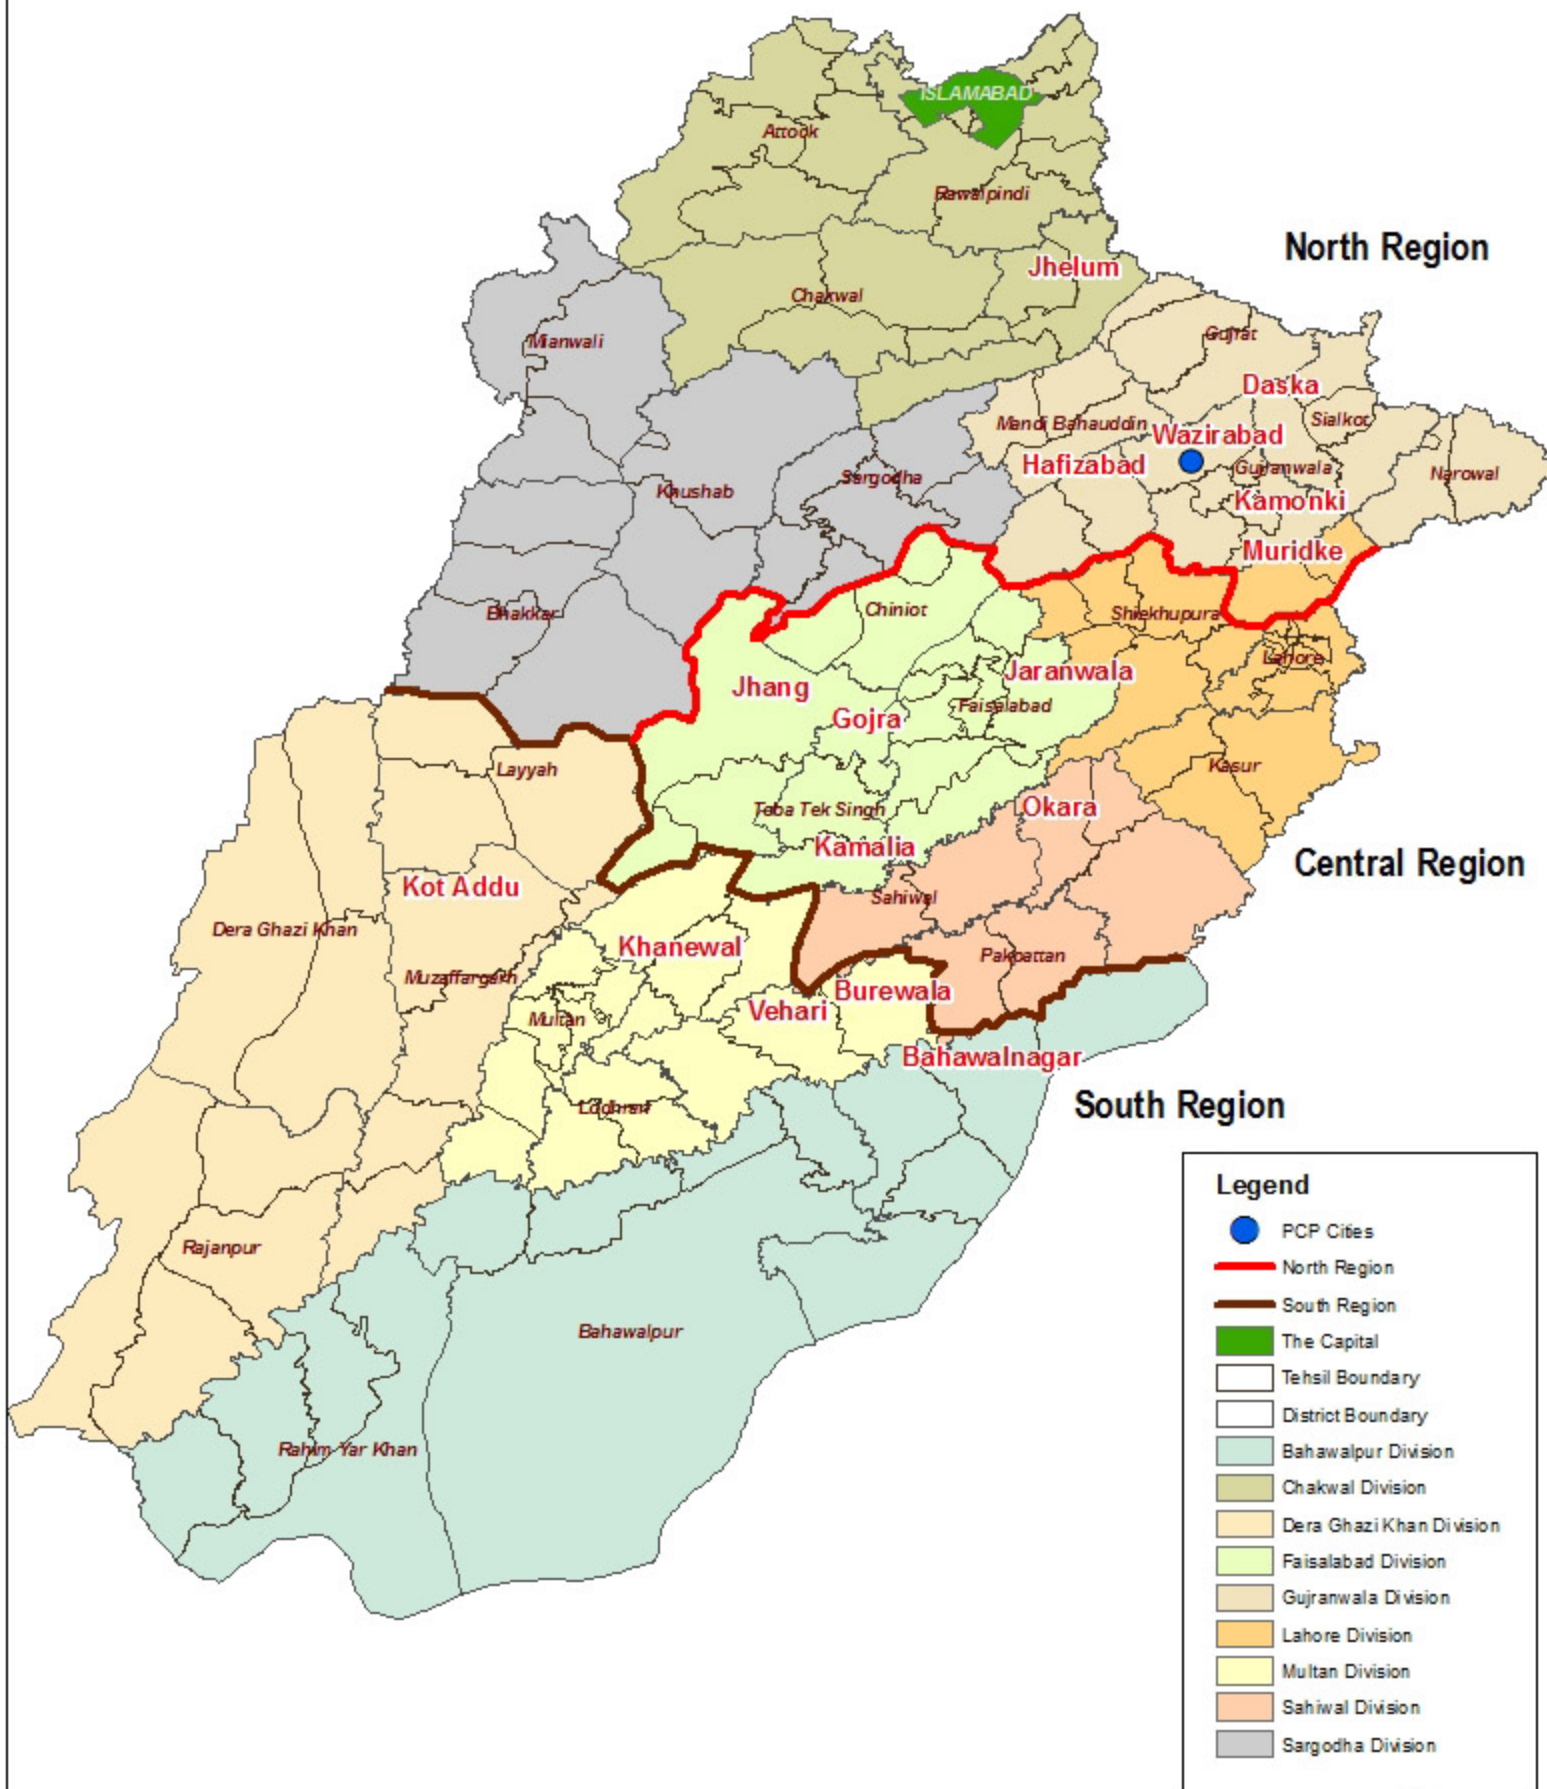 ISLAMABAD
Attock
Rawalpindi
North Region
Jhelum
Chakwal
Mianwali
Gujrat
Daska
Mandi Bahauddin
Sialkot
Wazirabad
Hafizabad
Gujranwala
Narowal
Sargodha
Khushab
Kamonki
Muridke
Bhakkar
Chiniot
Shiekhupura
Lahore
Jaranwala
Jhang
Gojra
Faisalabad
Layyah
Kasur
Toba Tek Singh
Okara
Kamalia
Central Region
Kot Addu
Sahiwal
Dera Ghazi Khan
Khanewal
Pakpattan
Muzaffargarh
Burewala
Vehari
Multan
Bahawalnagar
South Region
Lodhran
Rajanpur
Bahawalpur
Rahim Yar Khan
Legend
PCP Cities
North Region
South Region
The Capital
Tehsil Boundary
District Boundary
Bahawalpur Division
Chakwal Division
Dera Ghazi Khan Division
Faisalabad Division
Gujranwala Division
Lahore Division
Multan Division
Sahiwal Division
Sargodha Division